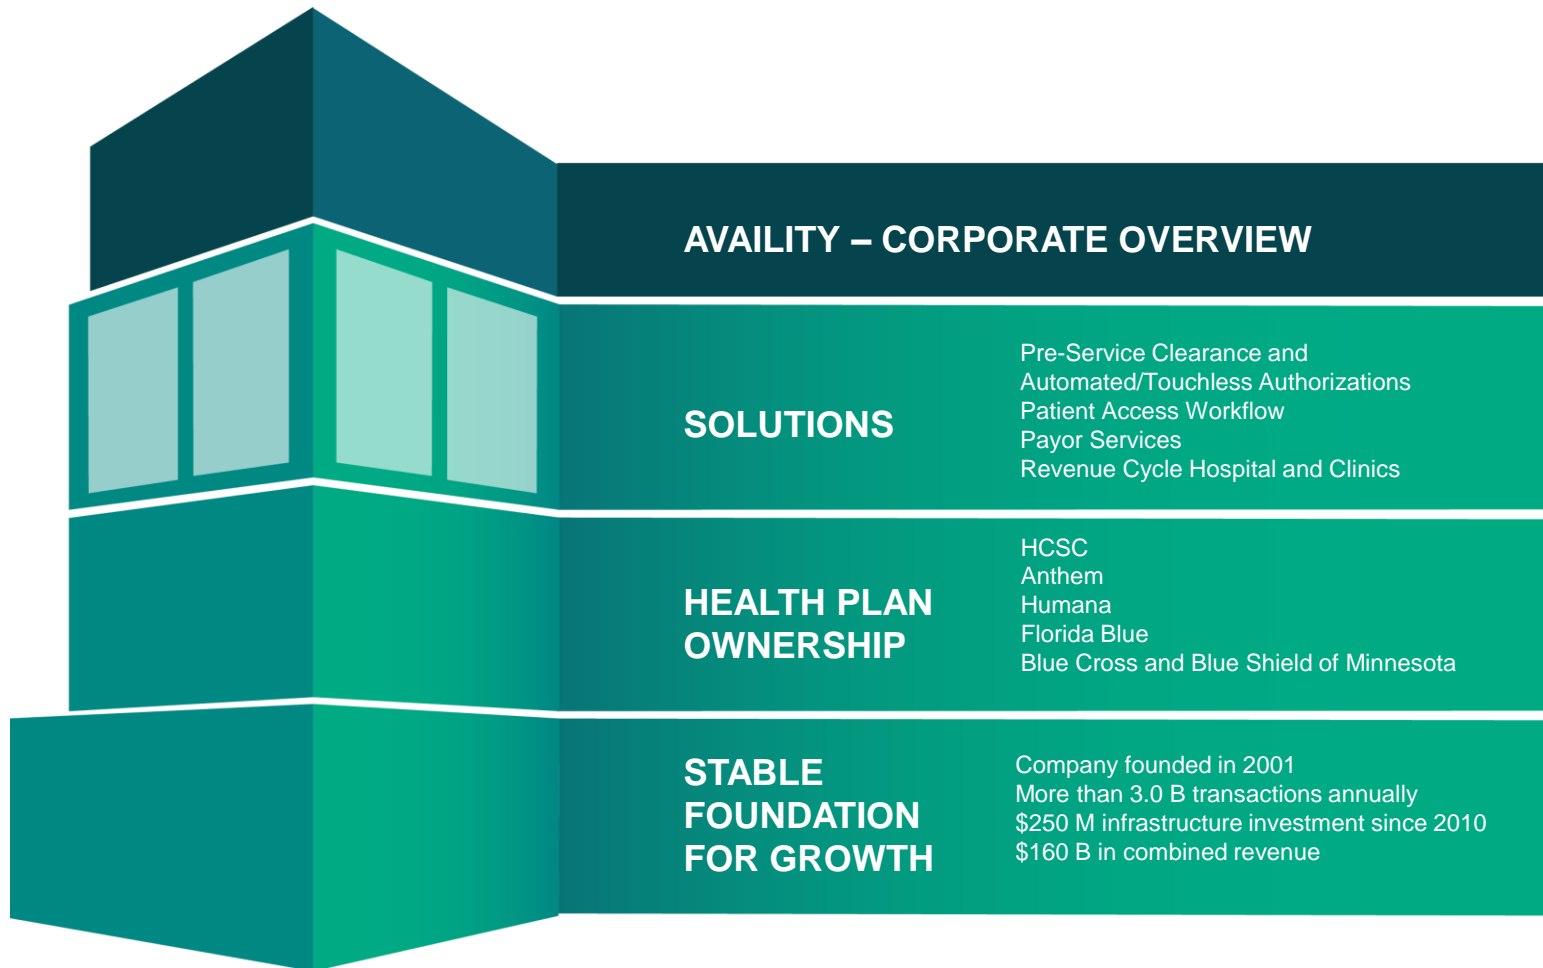 AVAILITY – CORPORATE OVERVIEW
SOLUTIONS
Pre-Service Clearance and
Automated/Touchless Authorizations
Patient Access Workflow
Payor Services
Revenue Cycle Hospital and Clinics
HEALTH PLAN
OWNERSHIP
HCSC
Anthem
Humana
Florida Blue
Blue Cross and Blue Shield of Minnesota
STABLE
FOUNDATION
FOR GROWTH
Company founded in 2001
More than 3.0 B transactions annually
$250 M infrastructure investment since 2010
$160 B in combined revenue